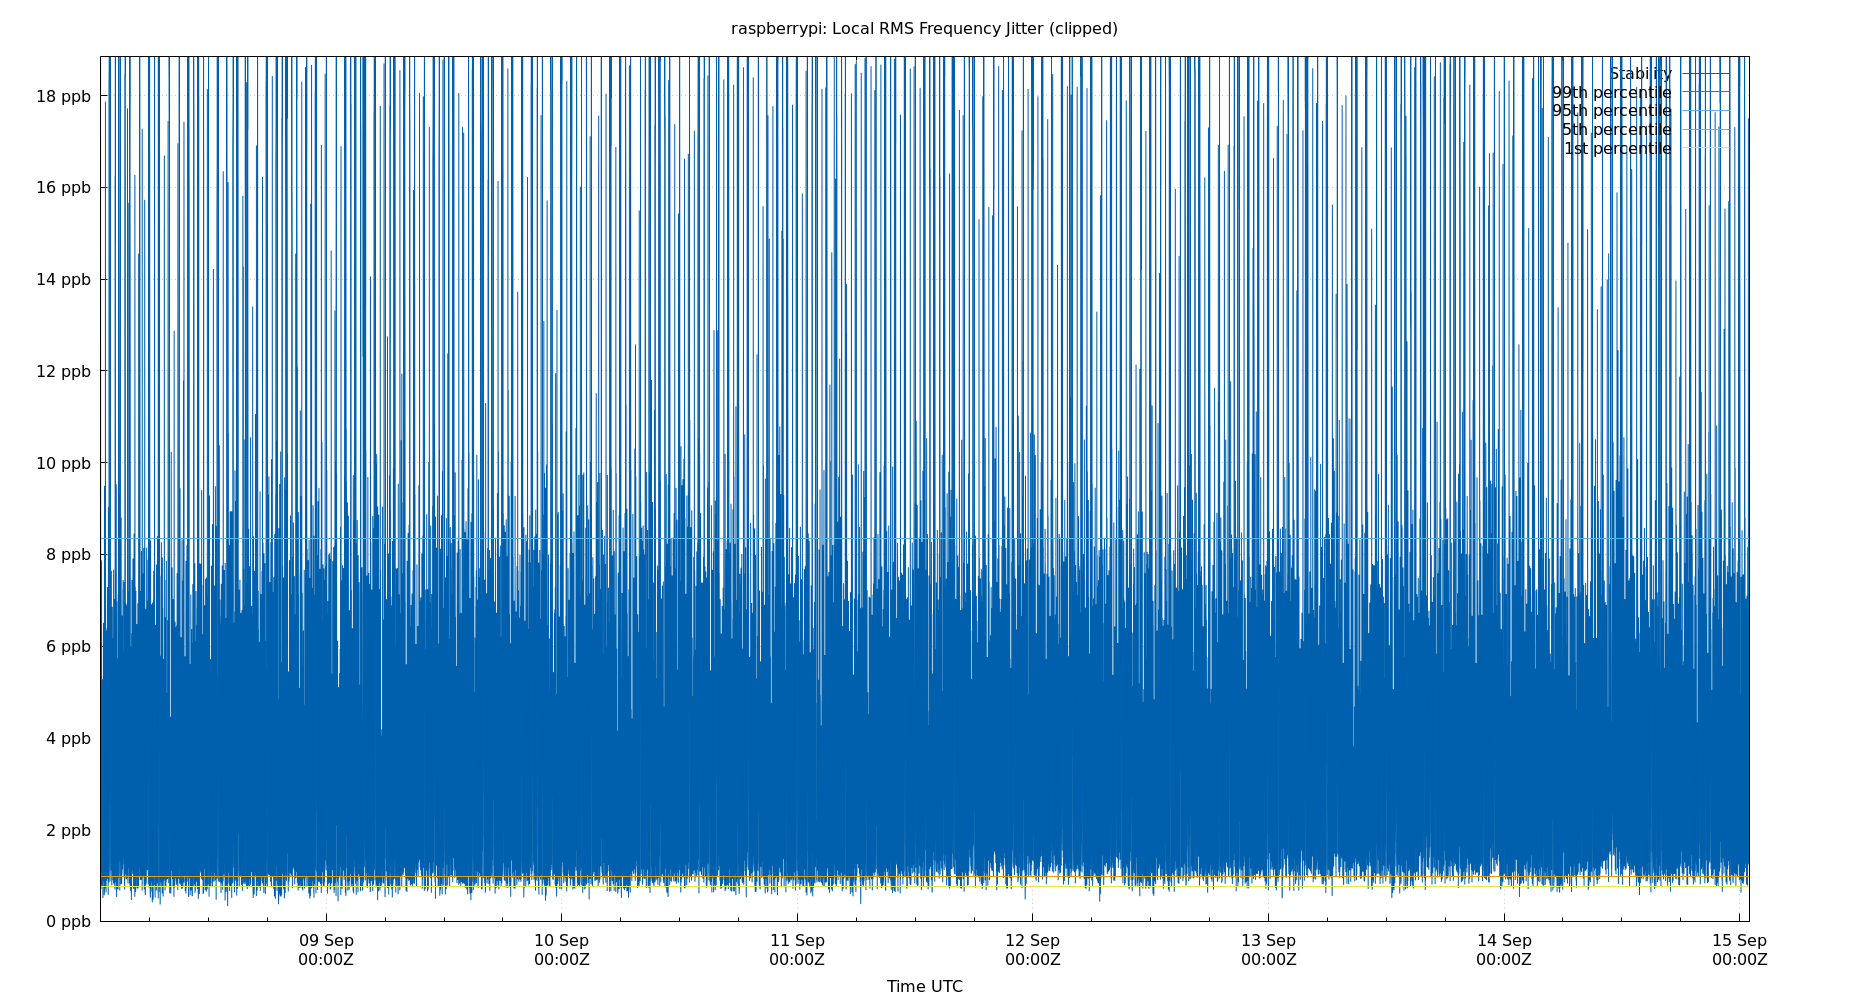 raspberrypi: Local RMS Frequency Jitter (clipped)
Stability
99th percentile
95th percentile
5th percentile
1st percentile
18 ppb
16 ppb
14 ppb
12 ppb
10 ppb
8 ppb
6 ppb
4 ppb
2 ppb
0 ppb
09 Sep 10 Sep 11 Sep 12 Sep 13 Sep 14 Sep 15 Sep
00:00Z 00:00Z 00:00Z 00:00Z 00:00Z 00:00Z 00:00Z
Time UTC